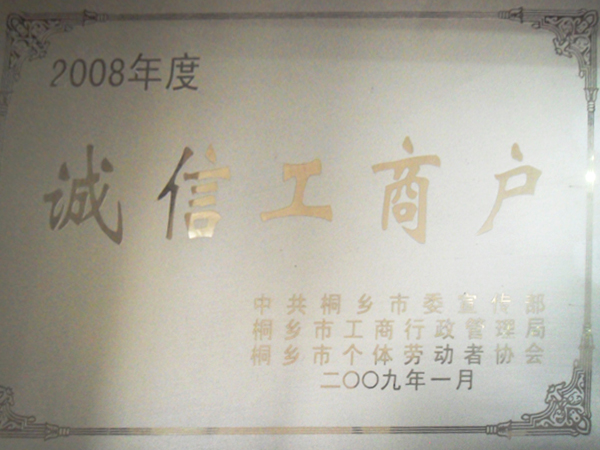 2008年度
诚信工商户
中共桐乡市委宣传部
桐乡市工商行政管理局
桐乡市个体劳动者协会
二〇〇九年一月